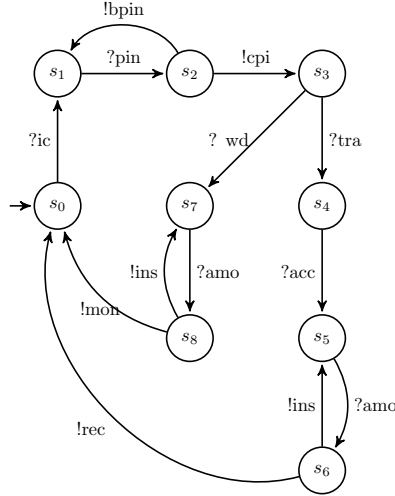 !bpin
s1 ?pin s2 !cpi s3
?ic ? wd ?tra
s0 s7 s4
!ins ?amo ?acc
!mon s8 s5
!ins ?amo
!rec
s6